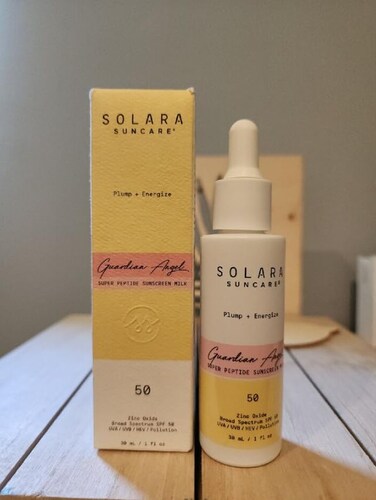 SOLARA
SUNCARE®
Plump + Energize
Guardian Angel
SUPER PEPTIDE SUNSCREEN MILK
50
Zinc Oxide
Broad Spectrum SPF 50
UVA/UVB/HEV/Pollution
30 mL / 1 fl oz
SOLARA
SUNCARE®
Plump + Energize
Guardian Angel
SUPER PEPTIDE SUNSCREEN
50
Zinc Oxide
Broad Spectrum SPF 50
UVA/UVB/HEV/Pollution
30 mL / 1 fl oz